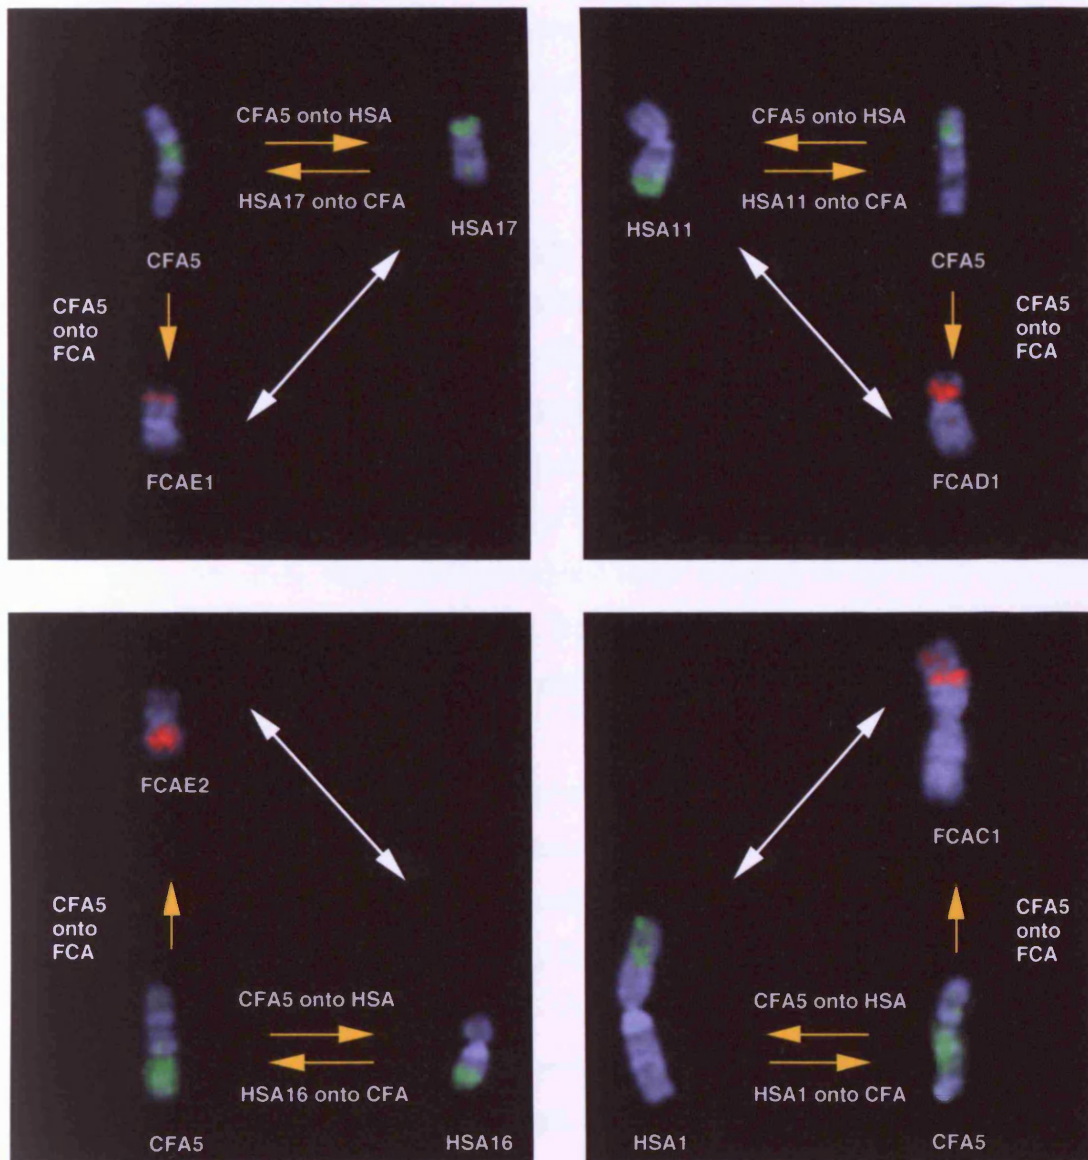 CFA5 onto HSA
HSA17 onto CFA
CFA5
HSA17
CFA5
onto
FCA
FCAE1
CFA5 onto HSA
HSA11 onto CFA
HSA11
CFA5
CFA5
onto
FCA
FCAD1
FCAE2
CFA5
onto
FCA
CFA5 onto HSA
HSA16 onto CFA
CFA5
HSA16
FCAC1
CFA5
onto
FCA
CFA5 onto HSA
HSA1 onto CFA
HSA1
CFA5